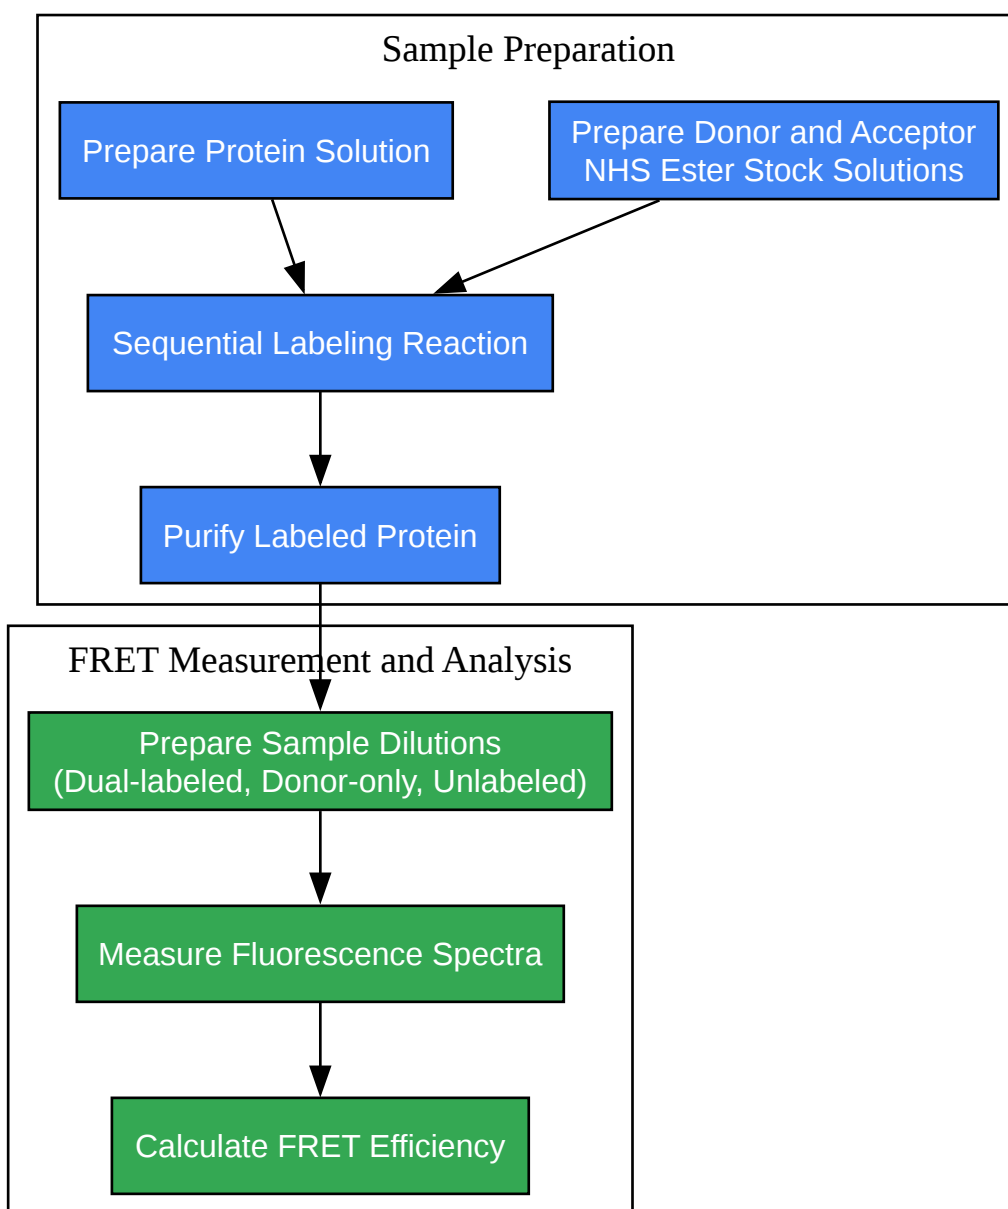 Sample Preparation
Prepare Protein Solution
Prepare Donor and Acceptor
NHS Ester Stock Solutions
Sequential Labeling Reaction
Purify Labeled Protein
FRET Measurement and Analysis
Prepare Sample Dilutions
(Dual-labeled, Donor-only, Unlabeled)
Measure Fluorescence Spectra
Calculate FRET Efficiency